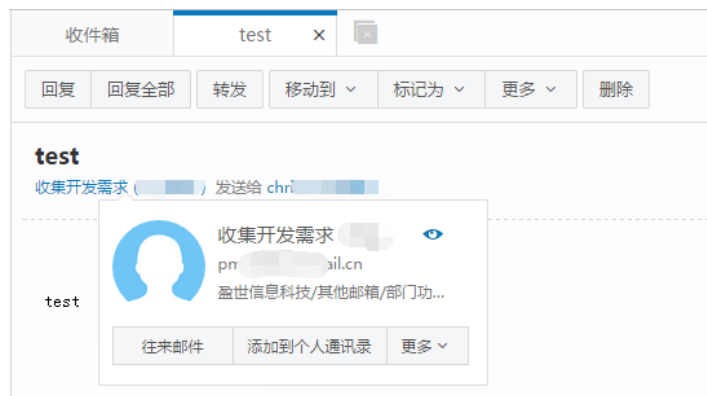 收件箱 test ×
回复 回复全部 转发 移动到 标记为 更多 删除
test
收集开发需求 ( ) 发送给 chri
收集开发需求
pm ail.cn
盈世信息科技/其他邮箱/部门功...
test
往来邮件 添加到个人通讯录 更多